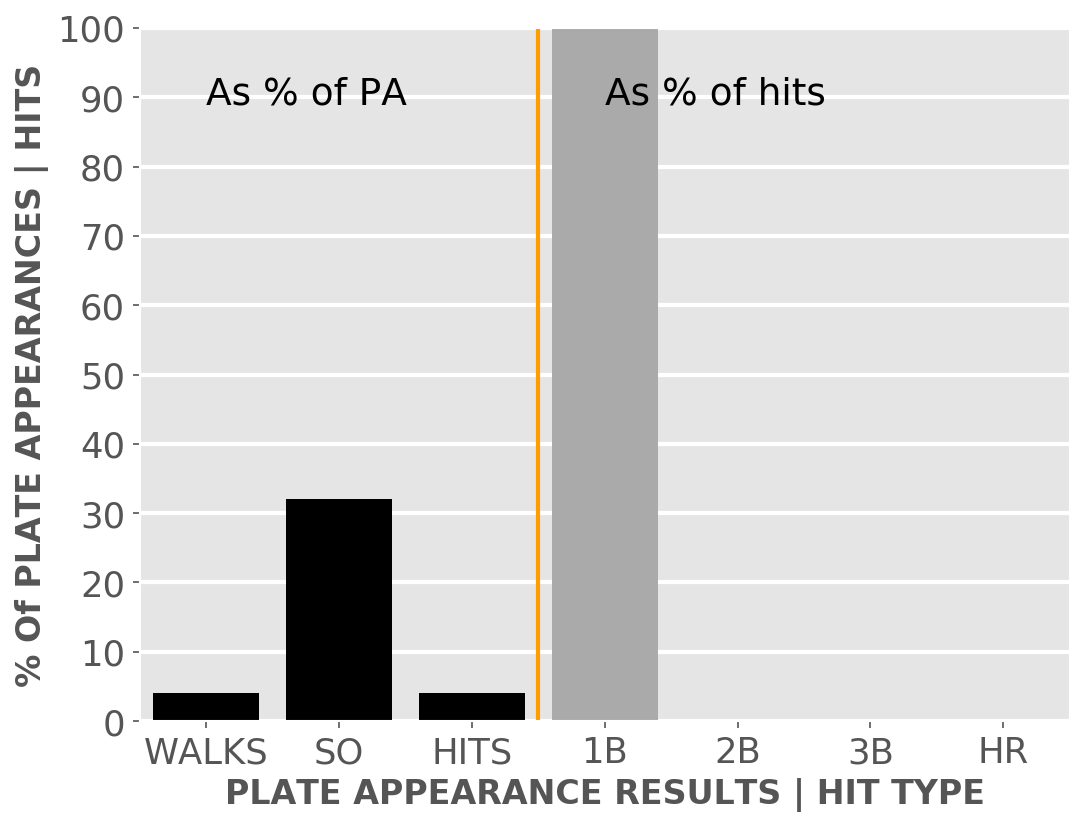 % Of PLATE APPEARANCES | HITS
100
90
80
70
60
50
40
30
20
10
0
As % of PA
As % of hits
WALKS SO HITS 1B 2B 3B HR
PLATE APPEARANCE RESULTS | HIT TYPE